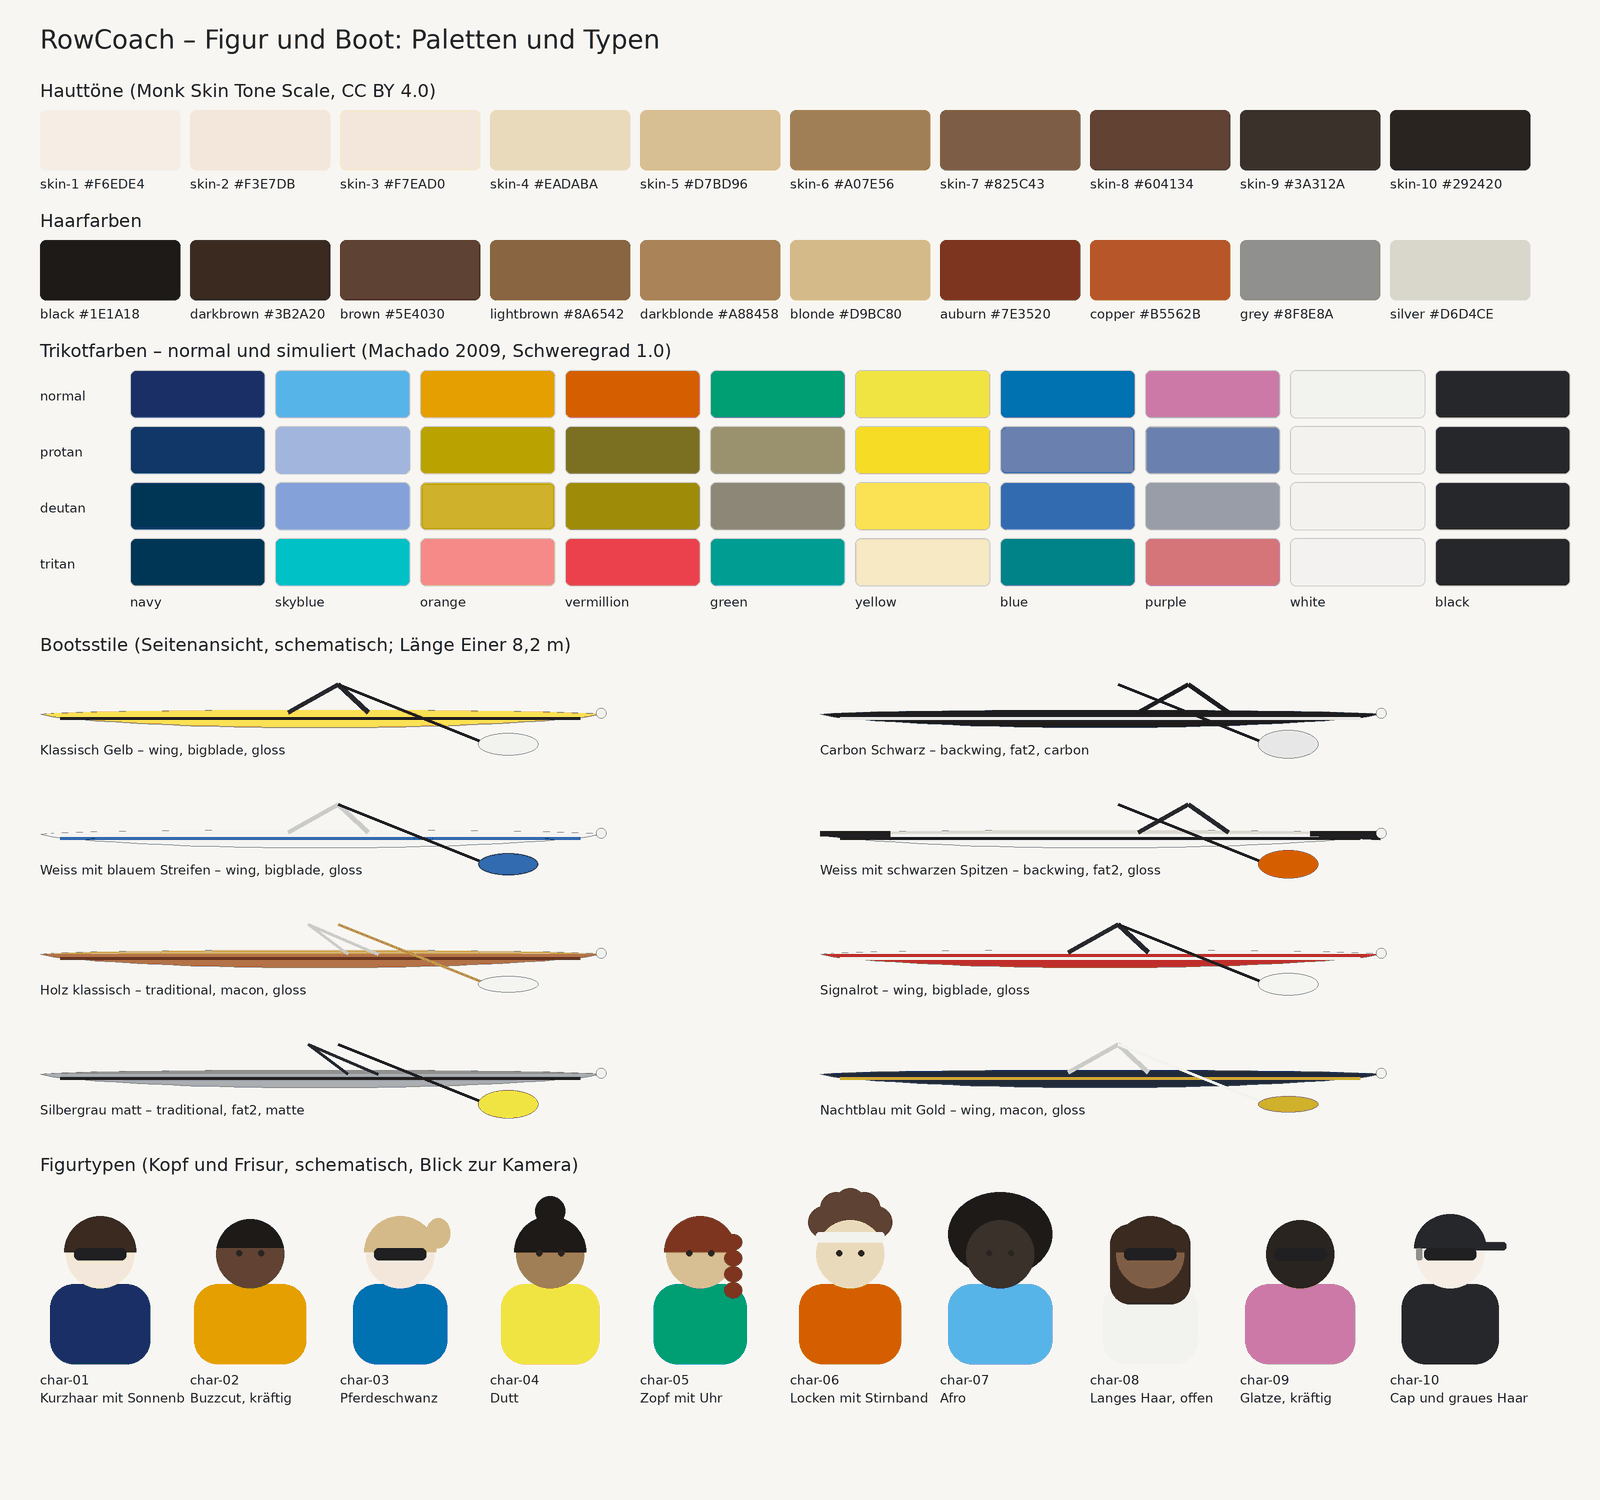 RowCoach – Figur und Boot: Paletten und Typen
Hauttöne (Monk Skin Tone Scale, CC BY 4.0)
skin-1 #F6EDE4 skin-2 #F3E7DB skin-3 #F7EAD0 skin-4 #EADABA skin-5 #D7BD96 skin-6 #A07E56 skin-7 #825C43 skin-8 #604134 skin-9 #3A312A skin-10 #292420
Haarfarben
black #1E1A18 darkbrown #3B2A20 brown #5E4030 lightbrown #8A6542 darkblonde #A88458 blonde #D9BC80 auburn #7E3520 copper #B5562B grey #8F8E8A silver #D6D4CE
Trikotfarben – normal und simuliert (Machado 2009, Schweregrad 1.0)
normal
protan
deutan
tritan
navy skyblue orange vermillion green yellow blue purple white black
Bootsstile (Seitenansicht, schematisch; Länge Einer 8,2 m)
Klassisch Gelb – wing, bigblade, gloss
Carbon Schwarz – backwing, fat2, carbon
Weiss mit blauem Streifen – wing, bigblade, gloss
Weiss mit schwarzen Spitzen – backwing, fat2, gloss
Holz klassisch – traditional, macon, gloss
Signalrot – wing, bigblade, gloss
Silbergrau matt – traditional, fat2, matte
Nachtblau mit Gold – wing, macon, gloss
Figurtypen (Kopf und Frisur, schematisch, Blick zur Kamera)
char-01 char-02 char-03 char-04 char-05 char-06 char-07 char-08 char-09 char-10
Kurzhaar mit Sonnenb Buzzcut, kräftig Pferdeschwanz Dutt Zopf mit Uhr Locken mit Stirnband Afro Langes Haar, offen Glatze, kräftig Cap und graues Haar